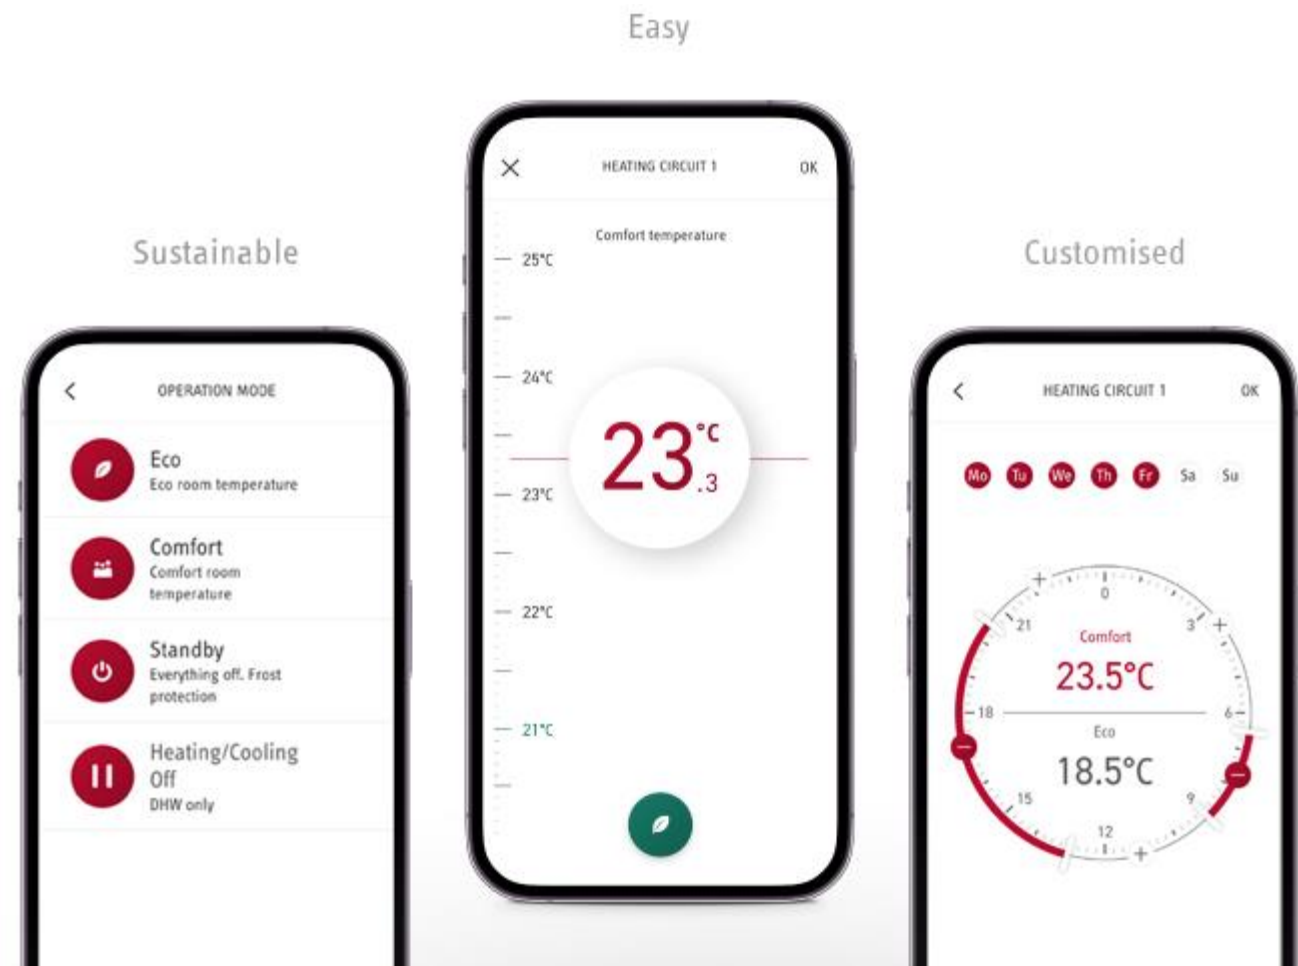 Easy
HEATING CIRCUIT 1
OK
Comfort temperature
25°C
24°C
23°C
.3
23°C
22°C
21°C
Sustainable
OPERATION MODE
Eco
Eco room temperature
Comfort
Comfort room
temperature
Standby
Everything off. Frost
protection
Heating/Cooling
Off
DHW only
Customised
HEATING CIRCUIT 1
OK
Mo Tu We Th Fr Sa Su
0
21
3
Comfort
23.5°C
18
6
Eco
18.5°C
15
9
12